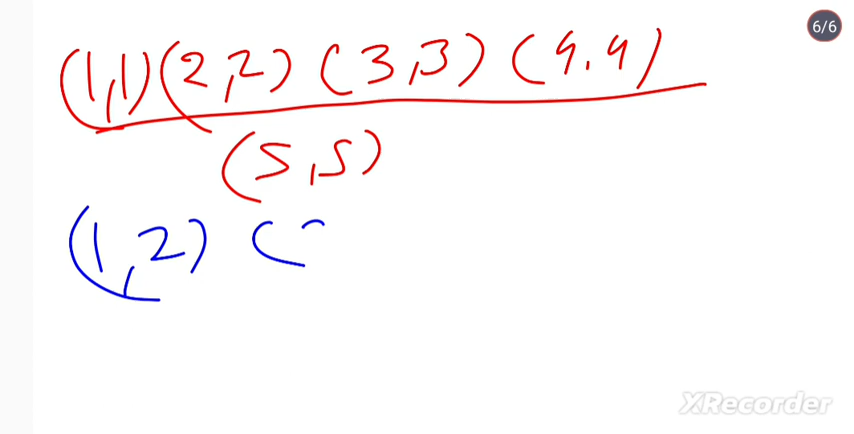 6/6
(1,1) (2,2) (3,3) (4.4)
(5,5)
(1,2) (
XRecorder